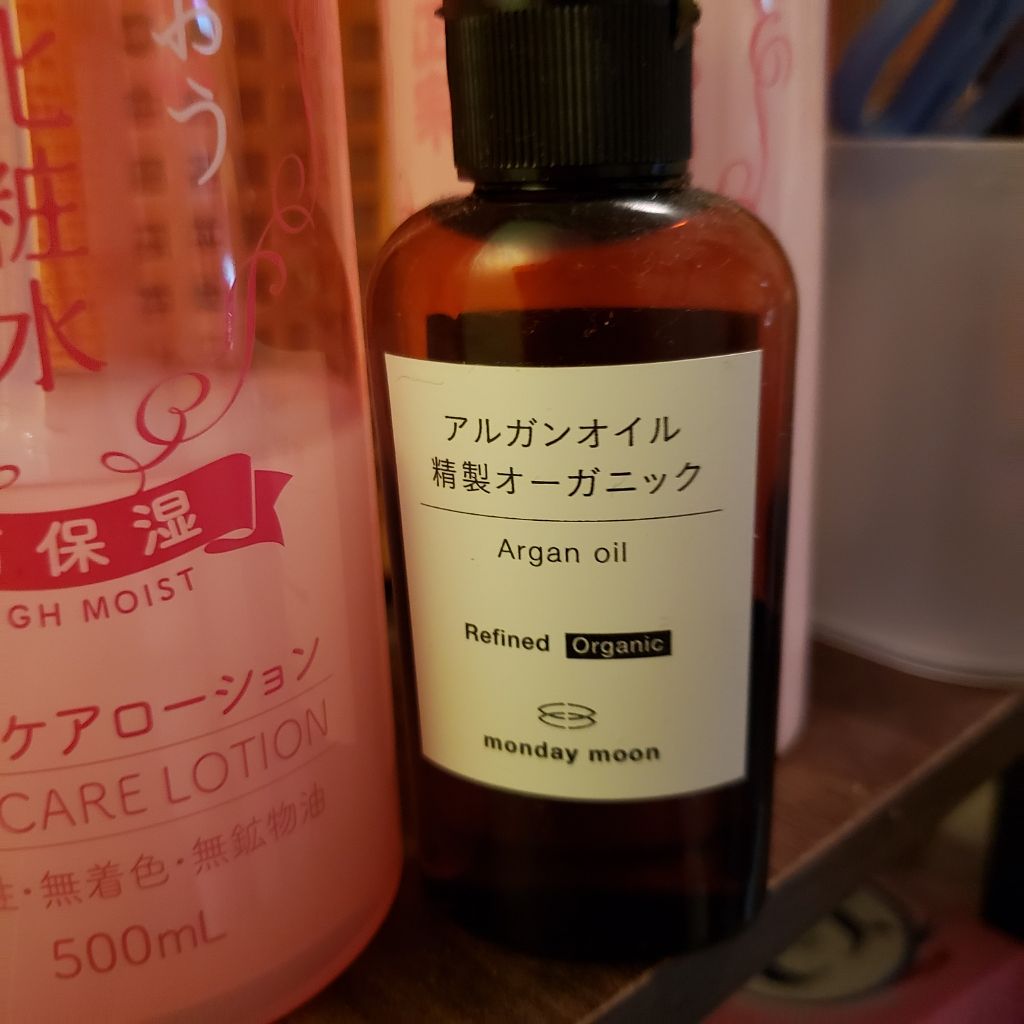 おう
化
粧
水
保湿
GH MOIST
ケアローション
CARE LOTION
性・無着色・無鉱物油
500mL
アルガンオイル
精製オーガニック
Argan oil
Refined Organic
monday moon